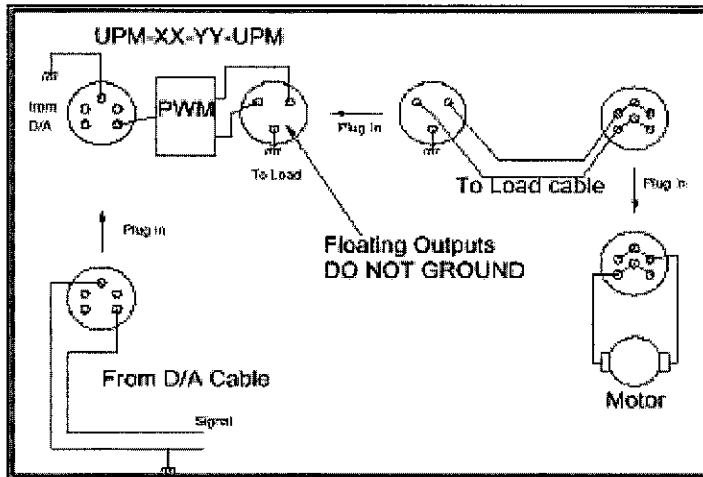 UPM-XX-YY-UPM
from
D/A
PWM
To Load
Plug In
To Load cable
Plug In
Plug in
Floating Outputs
DO NOT GROUND
From D/A Cable
Signal
Motor